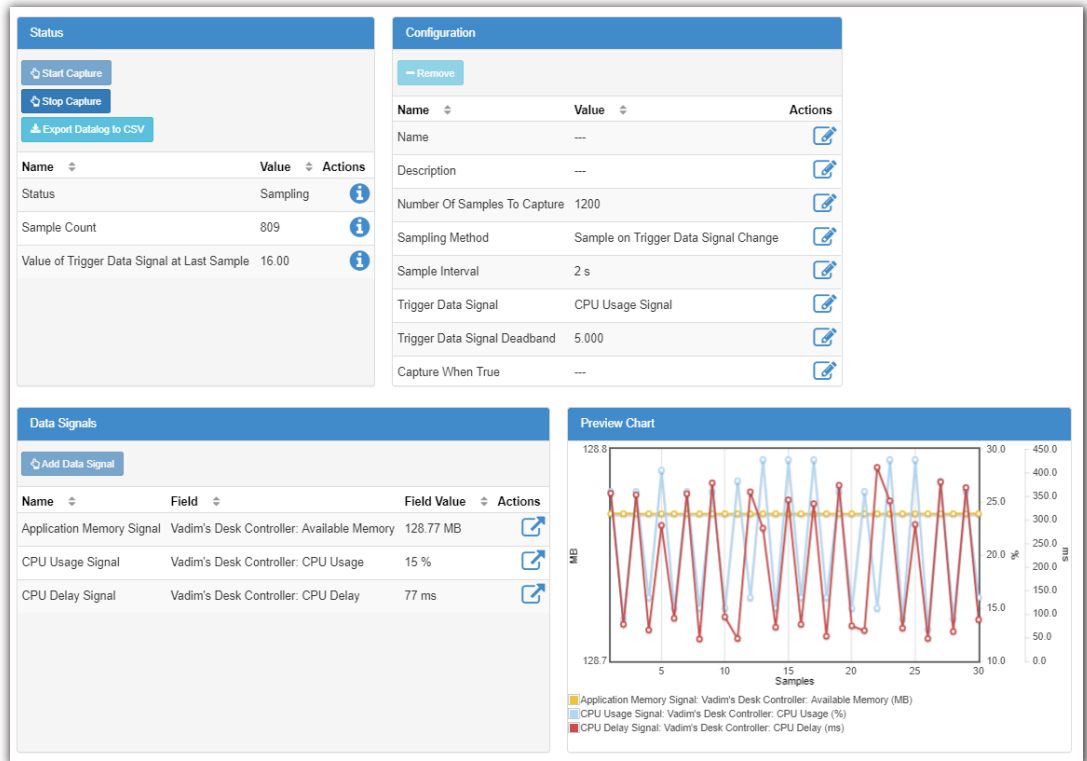 Status
Start Capture
Stop Capture
Export Datalog to CSV
Name Value Actions
Status Sampling
Sample Count 809
Value of Trigger Data Signal at Last Sample 16.00
Configuration
Remove
Name Value Actions
Name ---
Description ---
Number Of Samples To Capture 1200
Sampling Method Sample on Trigger Data Signal Change
Sample Interval 2 s
Trigger Data Signal CPU Usage Signal
Trigger Data Signal Deadband 5.000
Capture When True ---
Data Signals
Add Data Signal
Name Field Field Value Actions
Application Memory Signal Vadim's Desk Controller: Available Memory 128.77 MB
CPU Usage Signal Vadim's Desk Controller: CPU Usage 15 %
CPU Delay Signal Vadim's Desk Controller: CPU Delay 77 ms
Preview Chart
128.8 30.0 450.0
400.0
25.0 350.0
300.0
MB 20.0 % 250.0 ms
200.0
15.0 150.0
100.0
50.0
128.7 10.0 0.0
5 10 15 20 25 30
Samples
Application Memory Signal: Vadim's Desk Controller: Available Memory (MB)
CPU Usage Signal: Vadim's Desk Controller: CPU Usage (%)
CPU Delay Signal: Vadim's Desk Controller: CPU Delay (ms)